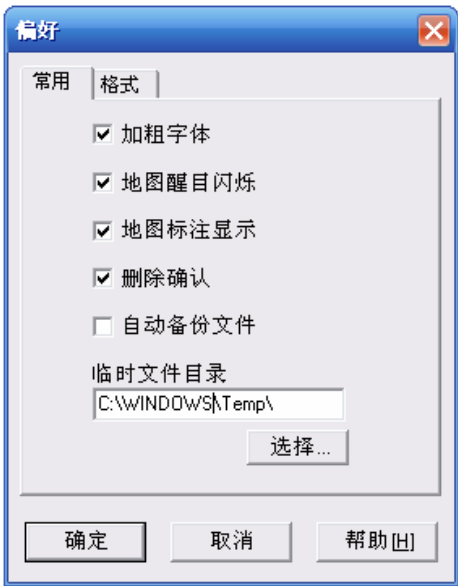 偏好
常用 格式
加粗字体
地图醒目闪烁
地图标注显示
删除确认
自动备份文件
临时文件目录
C:\WINDOWS\Temp\
选择...
确定 取消 帮助[H]